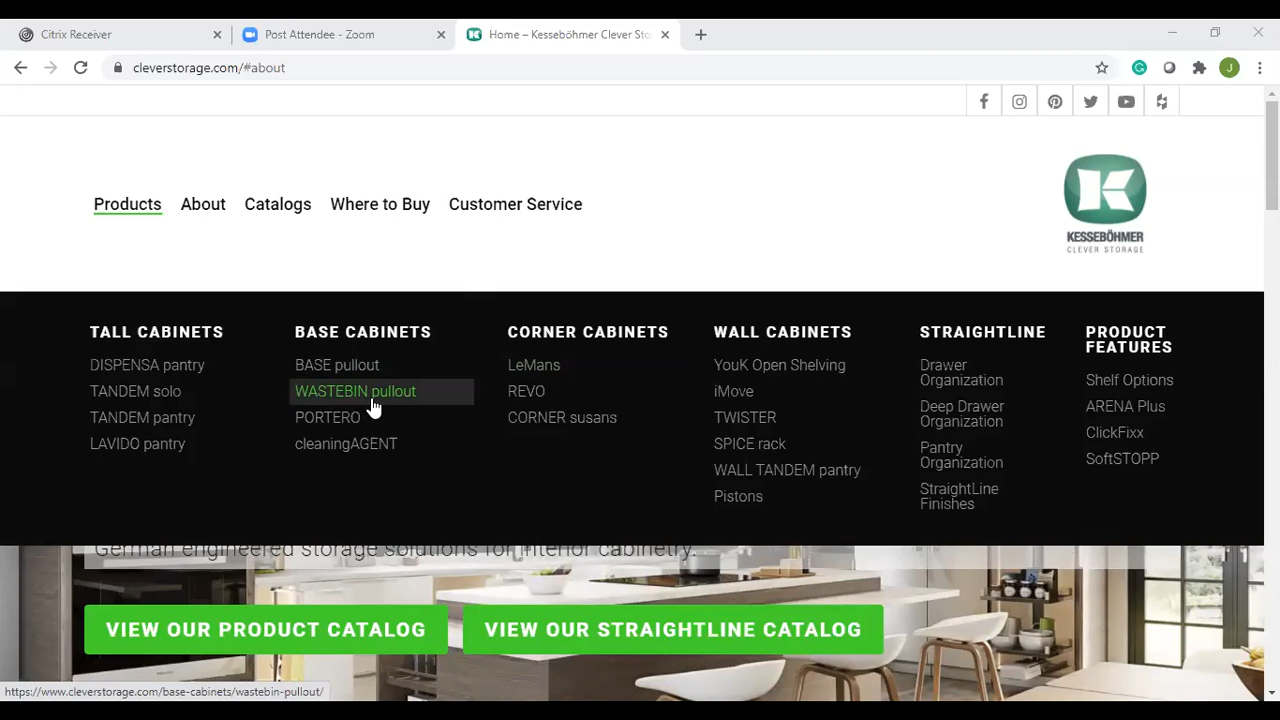 Citrix Receiver
Post Attendee - Zoom
Home – Kesseböhmer Clever Sto
cleverstorage.com/#about
J
Products About Catalogs Where to Buy Customer Service
K
KESSEBÖHMER
CLEVER STORAGE
TALL CABINETS
DISPENSA pantry
TANDEM solo
TANDEM pantry
LAVIDO pantry
BASE CABINETS
BASE pullout
WASTEBIN pullout
PORTERO
cleaningAGENT
CORNER CABINETS
LeMans
REVO
CORNER susans
WALL CABINETS
YouK Open Shelving
iMove
TWISTER
SPICE rack
WALL TANDEM pantry
Pistons
STRAIGHTLINE
Drawer
Organization
Deep Drawer
Organization
Pantry
Organization
StraightLine
Finishes
PRODUCT
FEATURES
Shelf Options
ARENA Plus
ClickFixx
SoftSTOPP
German engineered storage solutions for interior cabinetry.
VIEW OUR PRODUCT CATALOG
VIEW OUR STRAIGHTLINE CATALOG
https://www.cleverstorage.com/base-cabinets/wastebin-pullout/